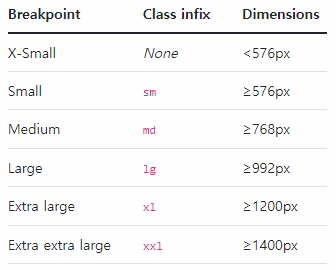 Breakpoint Class infix Dimensions
X-Small None <576px
Small sm ≥576px
Medium md ≥768px
Large lg ≥992px
Extra large xl ≥1200px
Extra extra large xxl ≥1400px